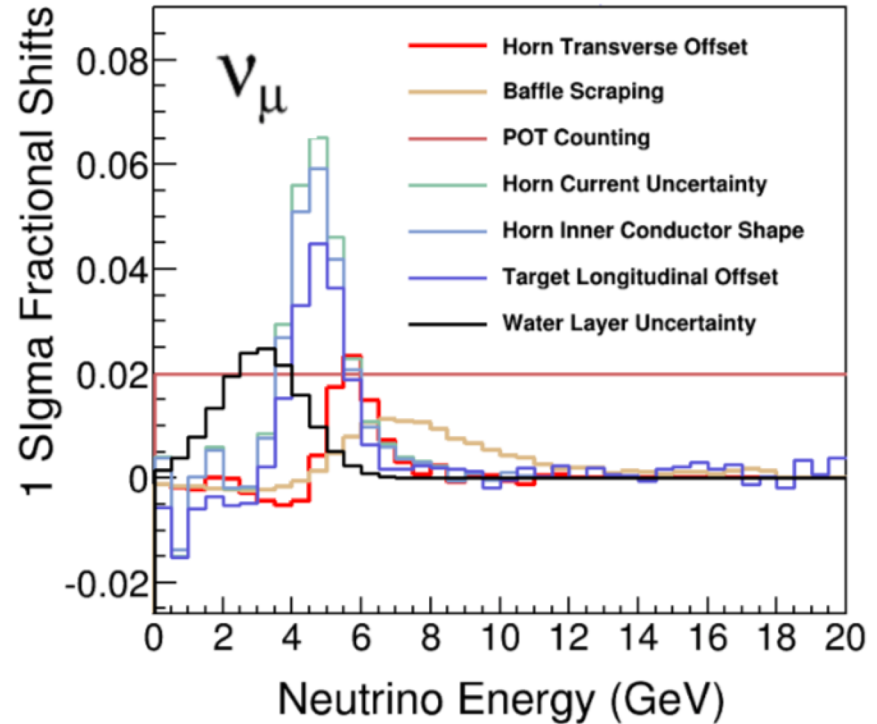 1 SIgma Fractional Shifts
0.08
0.06
0.04
0.02
0
-0.02
νμ
Horn Transverse Offset
Baffle Scraping
POT Counting
Horn Current Uncertainty
Horn Inner Conductor Shape
Target Longitudinal Offset
Water Layer Uncertainty
0 2 4 6 8 10 12 14 16 18 20
Neutrino Energy (GeV)